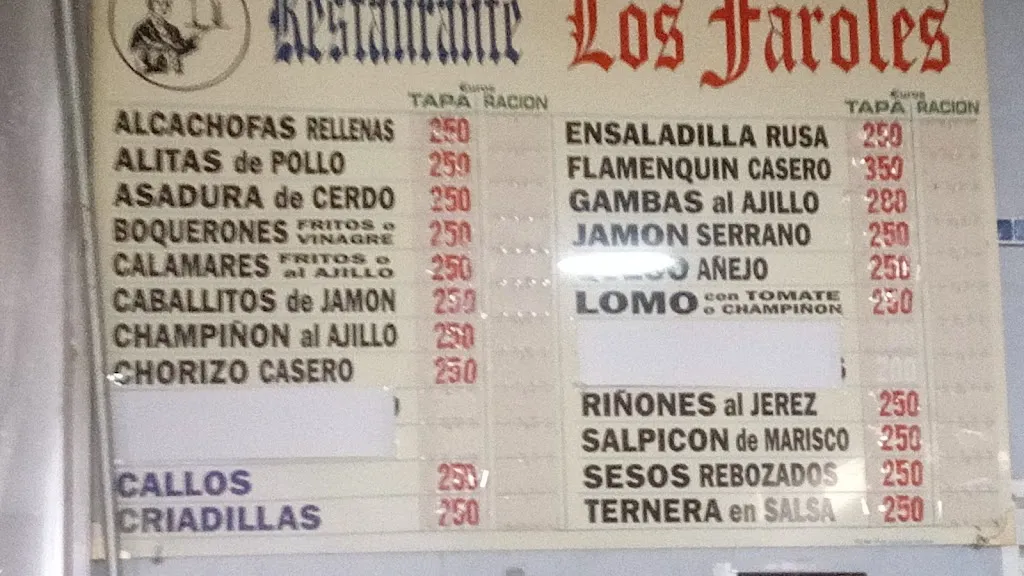 Restaurante Los Faroles
Euros
TAPA RACION
ALCACHOFAS RELLENAS 250
ALITAS de POLLO 250
ASADURA de CERDO 250
BOQUERONES FRITOS o VINAGRE 250
CALAMARES FRITOS o al AJILLO 250
CABALLITOS de JAMON 250
CHAMPIÑON al AJILLO 250
CHORIZO CASERO 250
CALLOS 250
CRIADILLAS 250
Euros
TAPA RACION
ENSALADILLA RUSA 250
FLAMENQUIN CASERO 350
GAMBAS al AJILLO 280
JAMON SERRANO 250
AÑEJO 250
LOMO con TOMATE o CHAMPIÑON 250
RIÑONES al JEREZ 250
SALPICON de MARISCO 250
SESOS REBOZADOS 250
TERNERA en SALSA 250